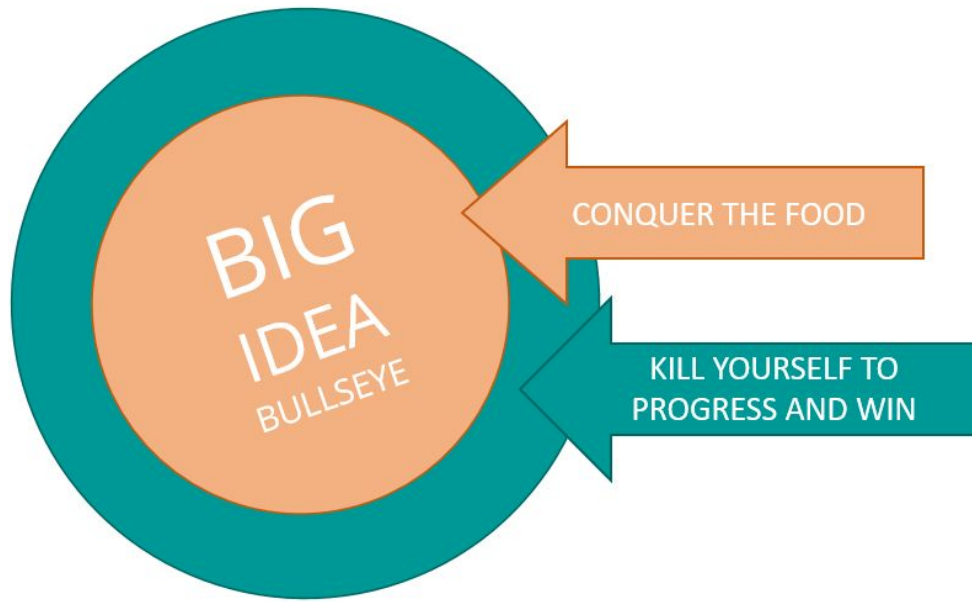 BIG
IDEA
BULLSEYE
CONQUER THE FOOD
KILL YOURSELF TO
PROGRESS AND WIN